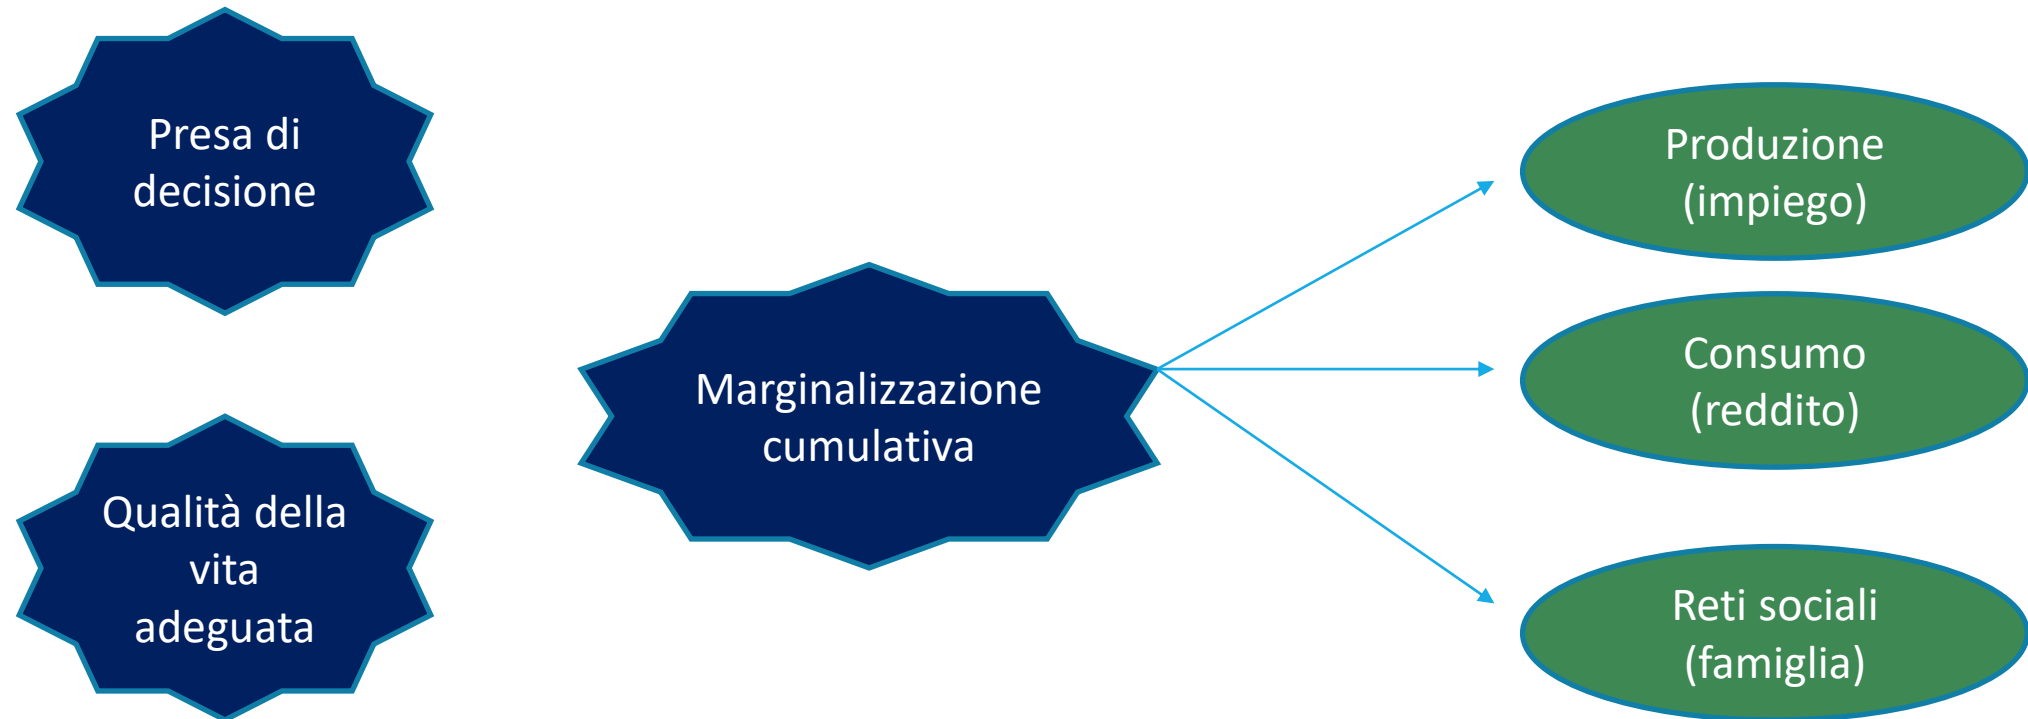 Presa di
decisione
Qualità della
vita
adeguata
Marginalizzazione
cumulativa
Produzione
(impiego)
Consumo
(reddito)
Reti sociali
(famiglia)